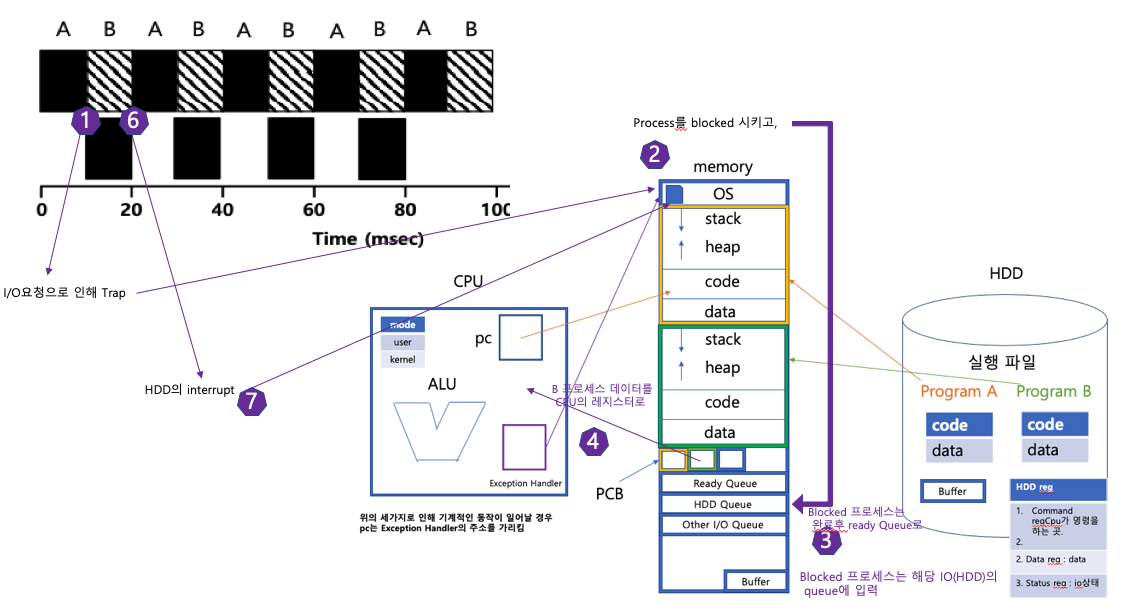 A B A B A B A B A B
1
6
0 20 40 60 80 100
Time (msec)
I/O요청으로 인해 Trap
HDD의 interrupt
7
CPU
mode
user
kernel
pc
ALU
Exception Handler
위의 세가지로 인해 기계적인 동작이 일어날 경우
pc는 Exception Handler의 주소를 가리킴
B 프로세스 데이터를
CPU의 레지스터로
4
Process를 blocked 시키고,
2
memory
OS
stack
heap
code
data
stack
heap
code
data
PCB
Ready Queue
HDD Queue
Other I/O Queue
Buffer
Blocked 프로세스는
완료후 ready Queue로
3
Blocked 프로세스는 해당 IO(HDD)의
queue에 입력
HDD
실행 파일
Program A
Program B
code
data
code
data
Buffer
HDD reg
1. Command
regCpu가 명령을
하는 곳.
2.
2. Data reg : data
3. Status reg : io상태